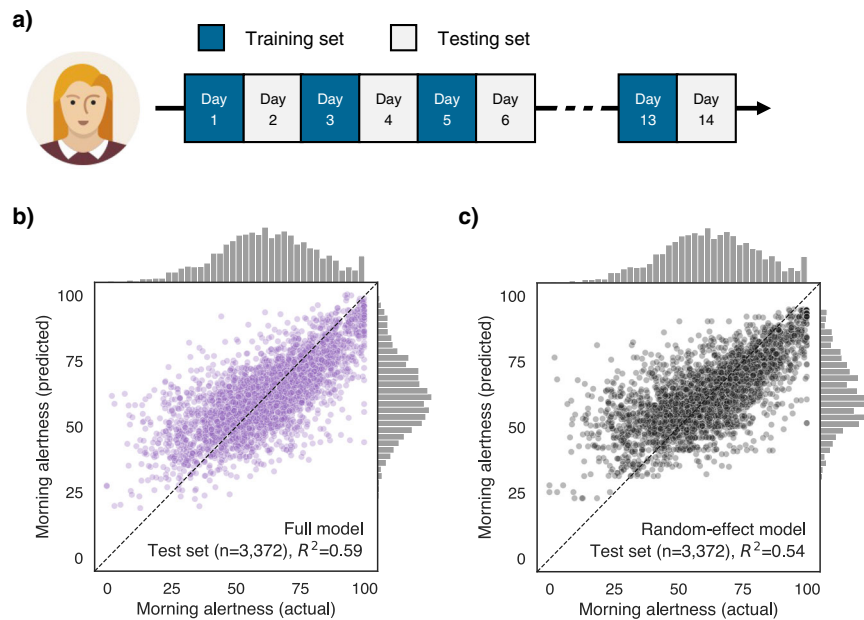 a)
Training set
Testing set
Day 1
Day 2
Day 3
Day 4
Day 5
Day 6
Day 13
Day 14
b)
Morning alertness (predicted)
100
75
50
25
0
Full model
Test set (n=3,372), R²=0.59
0 25 50 75 100
Morning alertness (actual)
c)
Morning alertness (predicted)
100
75
50
25
0
Random-effect model
Test set (n=3,372), R²=0.54
0 25 50 75 100
Morning alertness (actual)